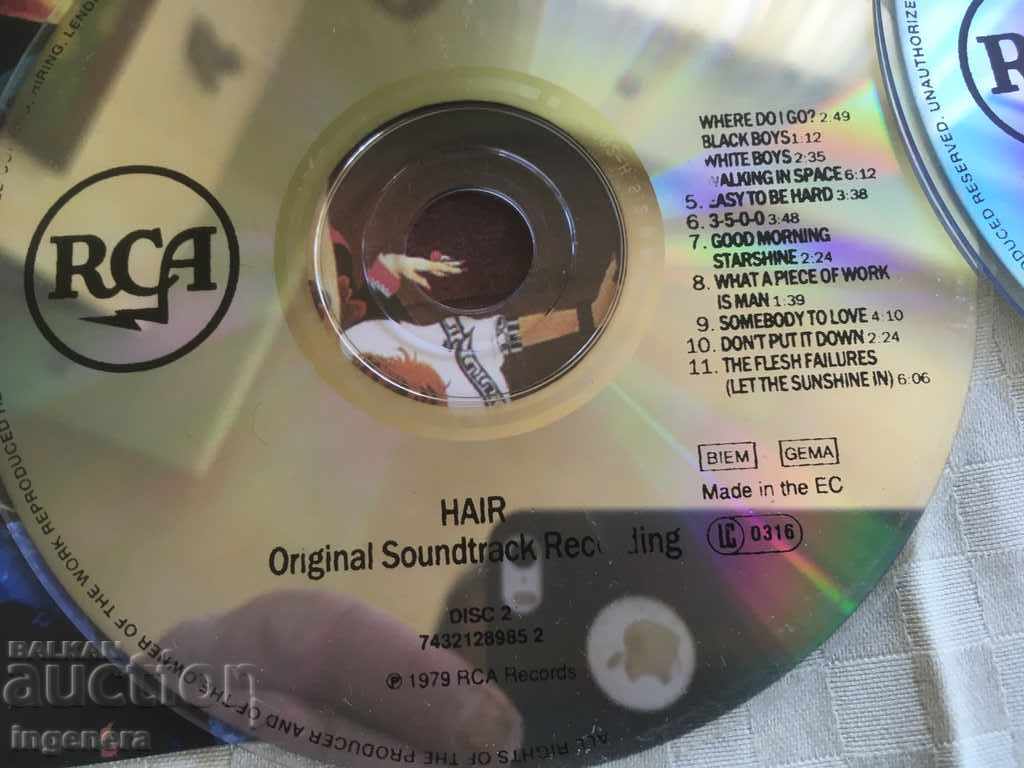 RCA
WHERE DO I GO? 2:49
BLACK BOYS 1:12
WHITE BOYS 2:35
WALKING IN SPACE 6:12
5. EASY TO BE HARD 3:38
6. 3-5-0-0 3:48
7. GOOD MORNING
STARSHINE 2:24
8. WHAT A PIECE OF WORK
IS MAN 1:39
9. SOMEBODY TO LOVE 4:10
10. DON'T PUT IT DOWN 2:24
11. THE FLESH FAILURES
(LET THE SUNSHINE IN) 6:06
BIEM GEMA
Made in the EC
LC 0316
HAIR
Original Soundtrack Recording
DISC 2
7432128985 2
℗ 1979 RCA Records
ALL RIGHTS OF THE PRODUCER AND OF THE OWNER OF THE WORK REPRODUCED
HIRING, LENDI
ODUCED RESERVED. UNAUTHORIZE
BALKAN
auction
ingenera